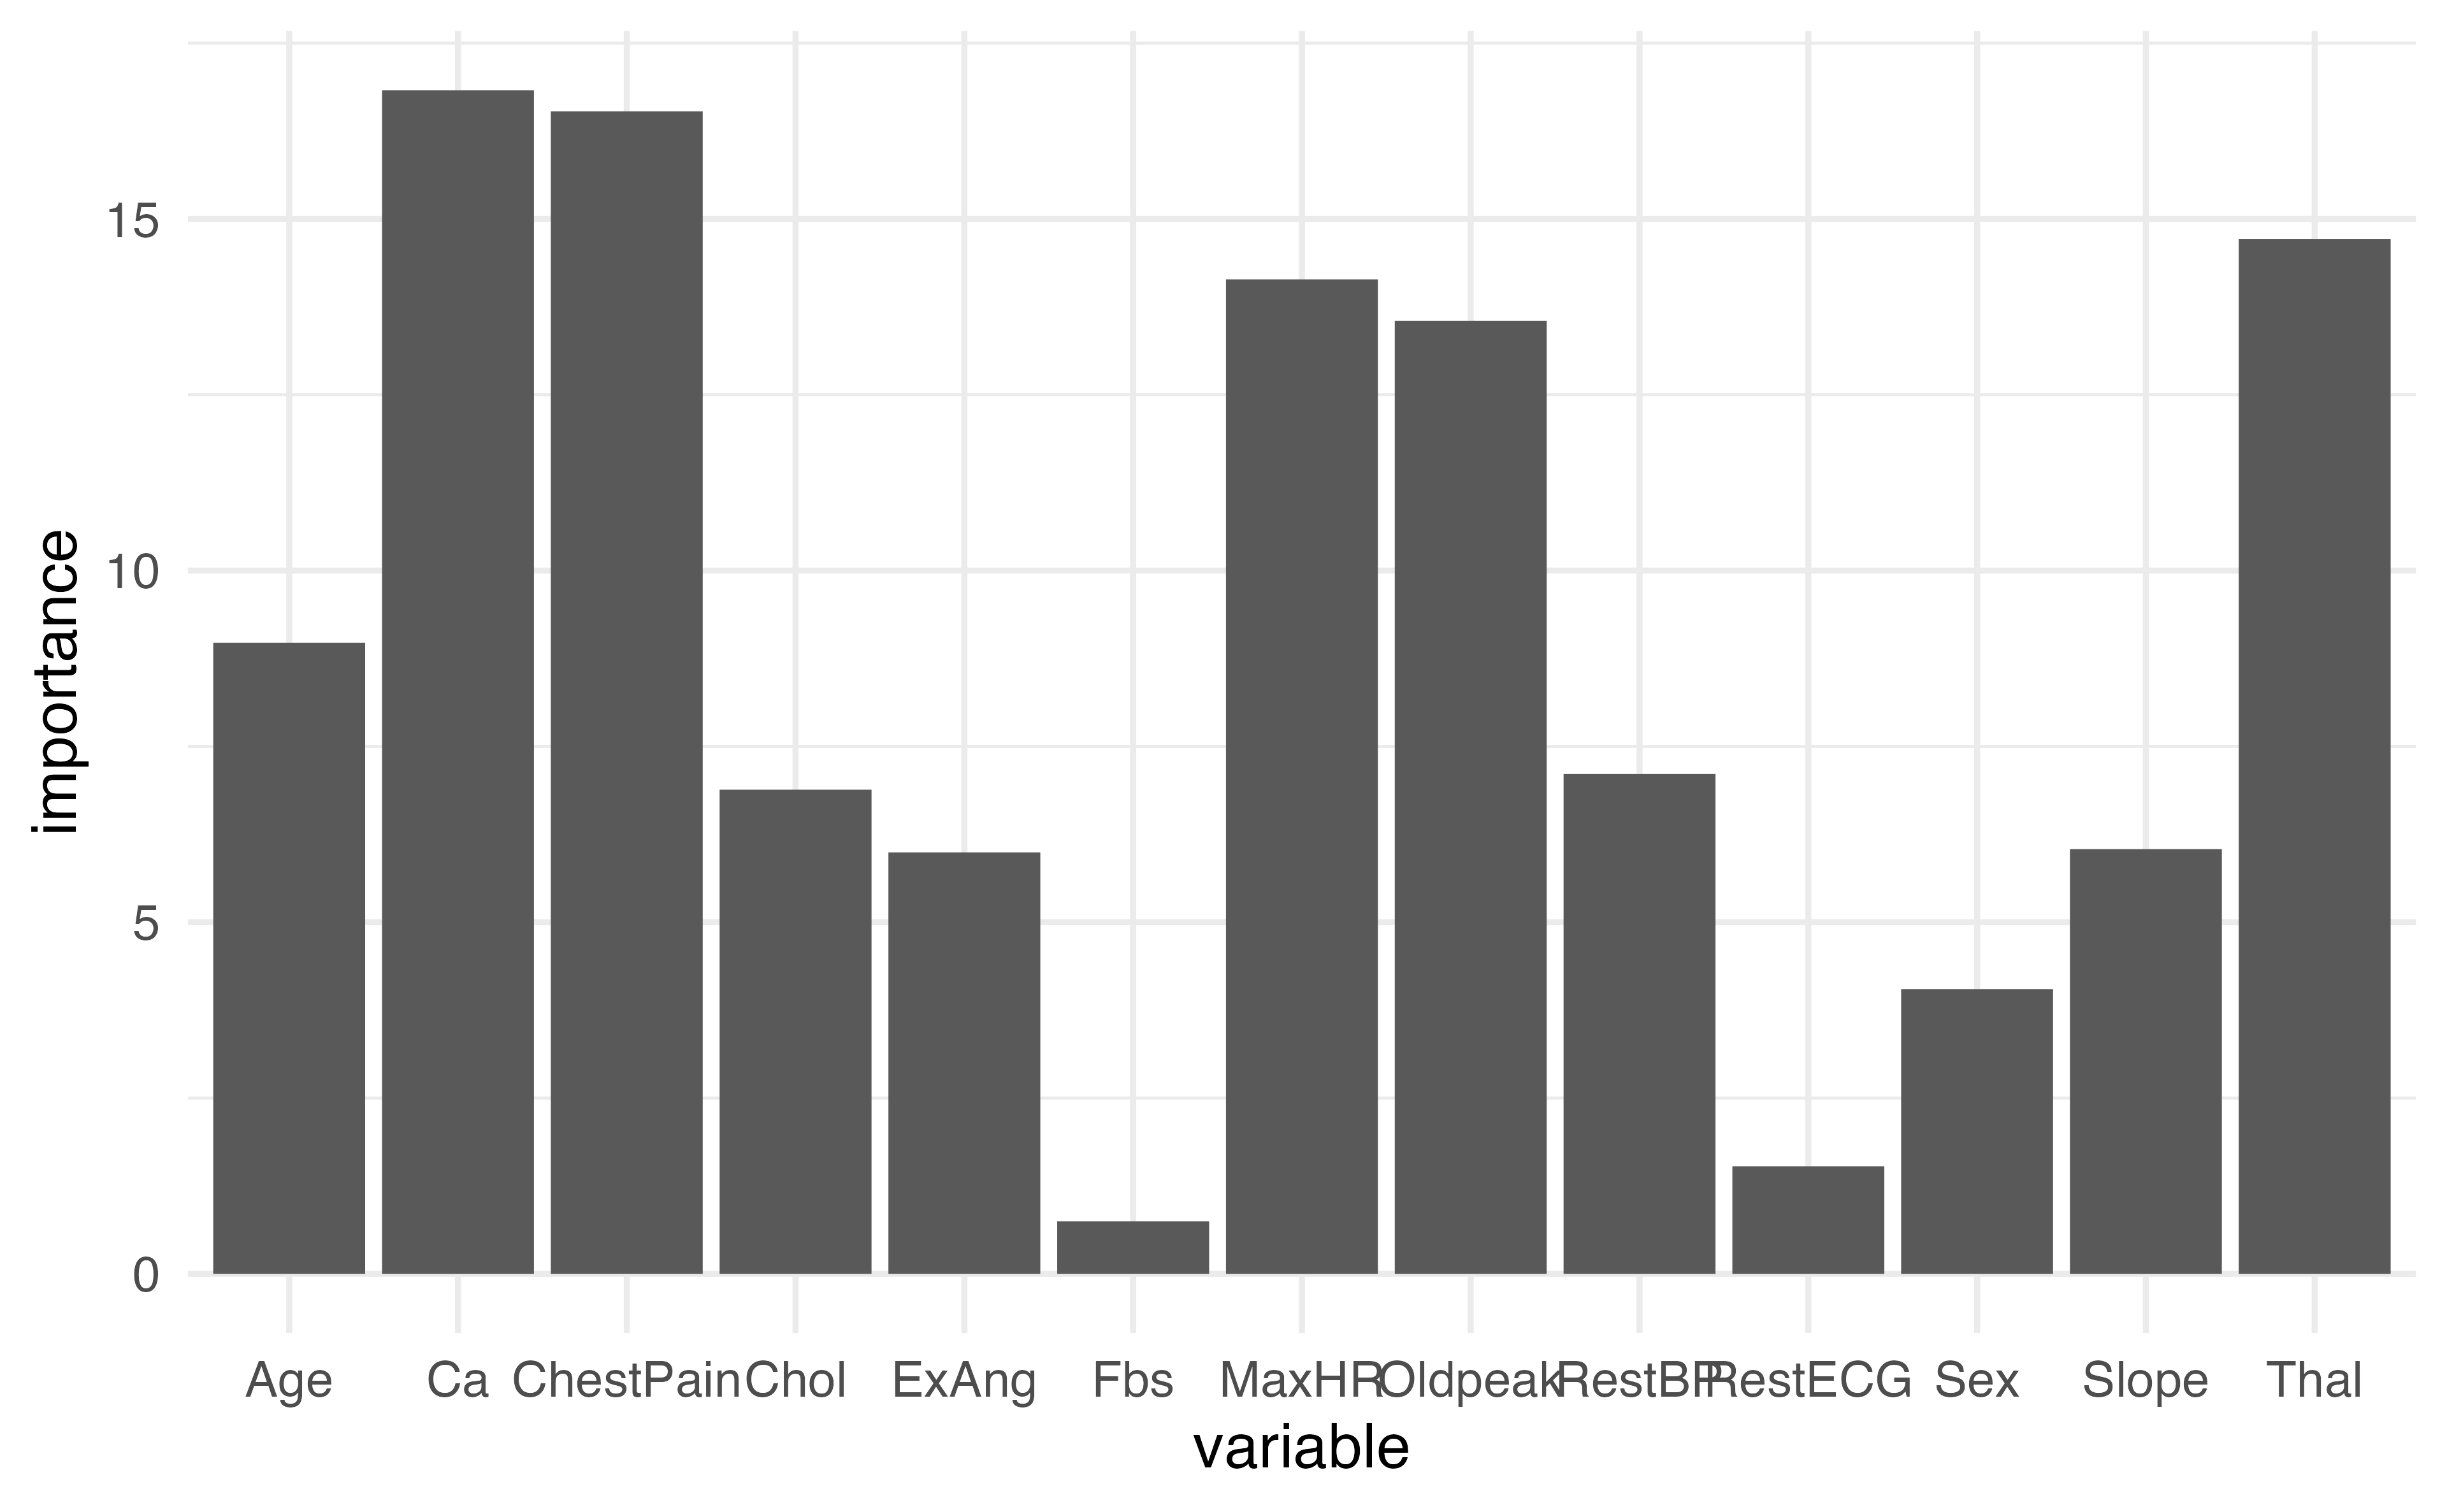 importance
15
10
5
0
Age Ca ChestPain Chol ExAng Fbs MaxHR Oldpeak RestBP RestECG Sex Slope Thal
variable